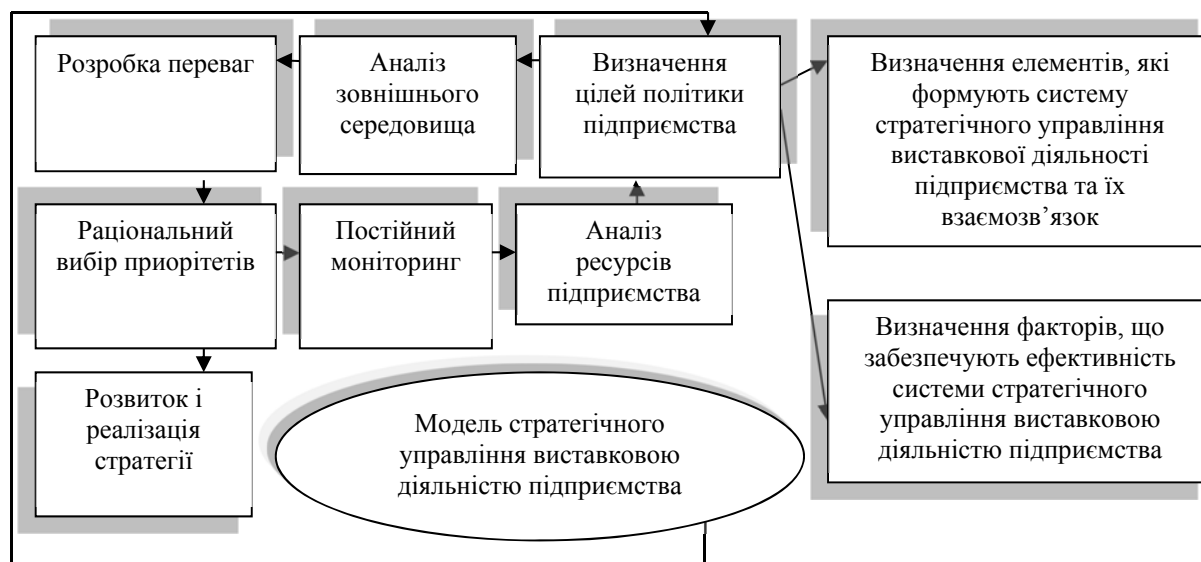 Розробка переваг
Аналіз
зовнішнього
середовища
Визначення
цілей політики
підприємства
Визначення елементів, які
формують систему
стратегічного управління
виставкової діяльності
підприємства та їх
взаємозв’язок
Раціональний
вибір приорітетів
Постійний
моніторинг
Аналіз
ресурсів
підприємства
Визначення факторів, що
забезпечують ефективність
системи стратегічного
управління виставковою
діяльністю підприємства
Розвиток і
реалізація
стратегії
Модель стратегічного
управління виставковою
діяльністю підприємства